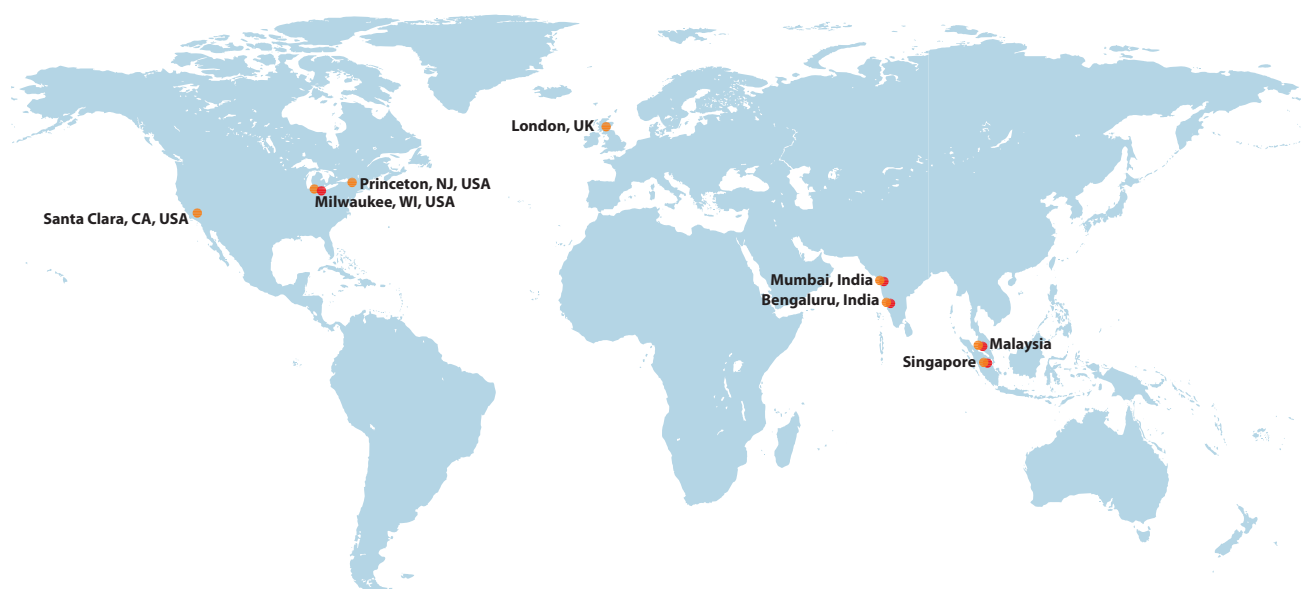 London, UK
Princeton, NJ, USA
Milwaukee, WI, USA
Santa Clara, CA, USA
Mumbai, India
Bengaluru, India
Malaysia
Singapore